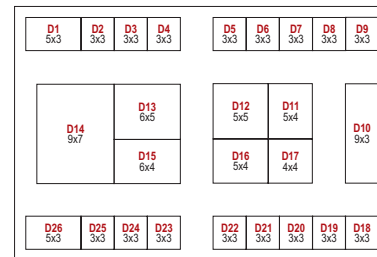 D1 D2 D3 D4 D5 D6 D7 D8 D9
5x3 3x3 3x3 3x3 3x3 3x3 3x3 3x3 3x3
D13 D12 D11
6x5 5x5 5x4
D14 D10
9x7 9x3
D15 D16 D17
6x4 5x4 4x4
D26 D25 D24 D23 D22 D21 D20 D19 D18
5x3 3x3 3x3 3x3 3x3 3x3 3x3 3x3 3x3